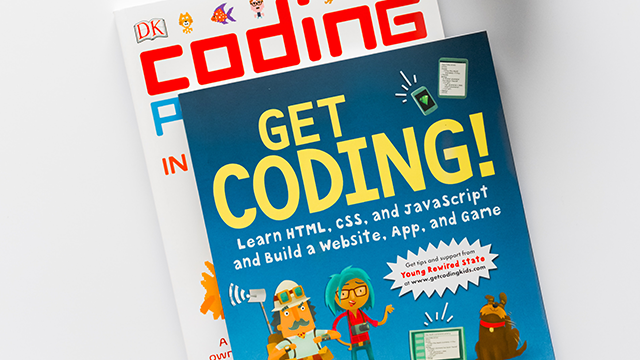 DK
coding
P
IN
A
own
GET
CODING!
Learn HTML, CSS, and JavaScript
and Build a Website, App, and Game
Get tips and support from
Young Rewired State
at www.getcodingkids.com